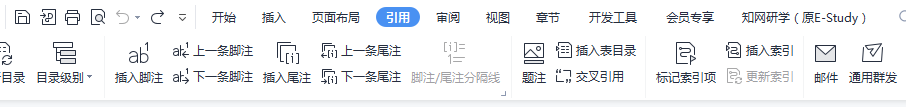 开始 插入 页面布局 引用 审阅 视图 章节 开发工具 会员专享 知网研学（原E-Study）
ab¹ ab 上一条脚注 [i] 上一条尾注 [i]= 插入表目录 插入索引
目录 目录级别 插入脚注 ab 下一条脚注 插入尾注 下一条尾注 脚注/尾注分隔线 题注 交叉引用 标记索引项 更新索引 邮件 通用群发